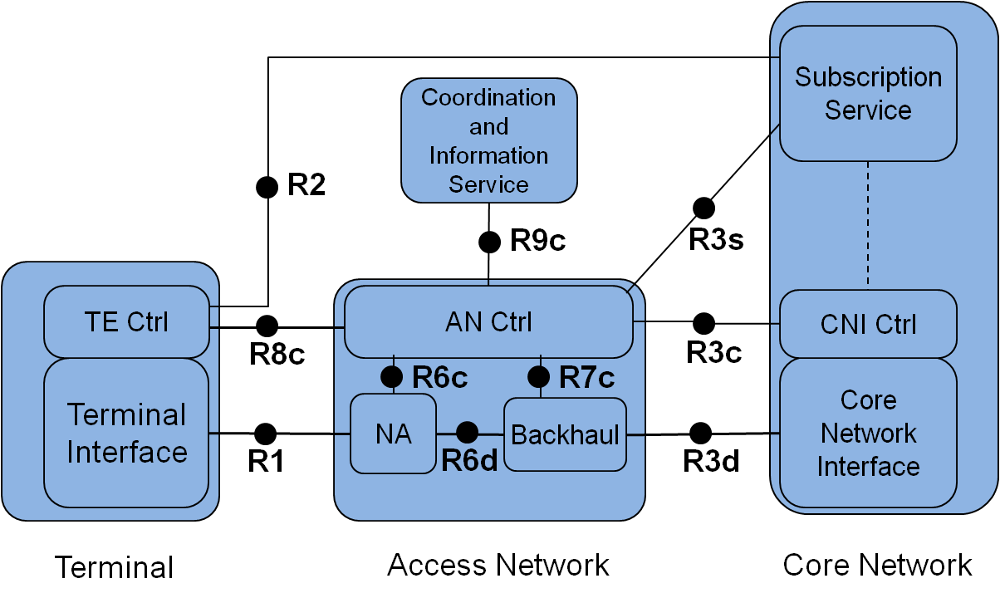 Subscription
Service
Coordination
and
Information
Service
R2
R9c
R3s
TE Ctrl
R8c
AN Ctrl
R3c
CNI Ctrl
R6c
R7c
Terminal
Interface
R1
NA
R6d
Backhaul
R3d
Core
Network
Interface
Terminal
Access Network
Core Network